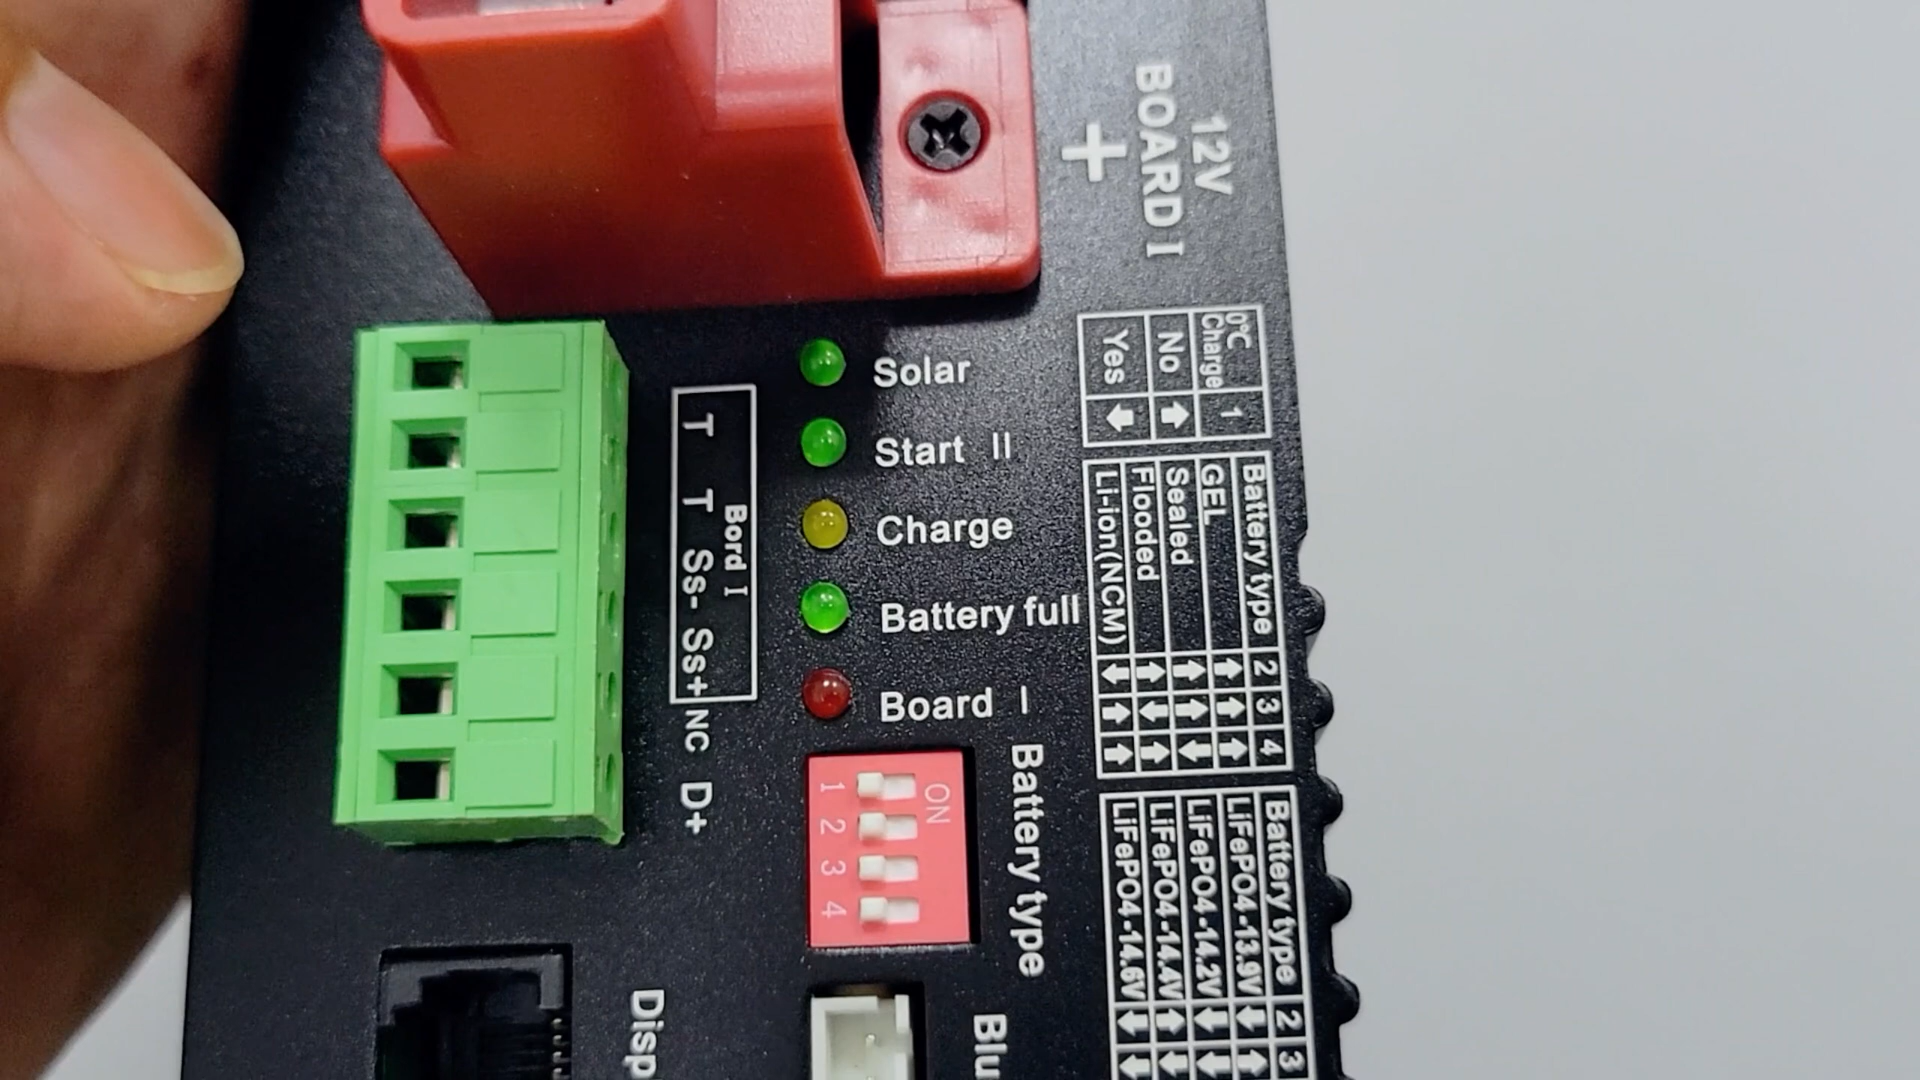 12V
BOARD I
+
0°C Charge 1
No
Yes
Battery type 2 3 4
GEL
Sealed
Flooded
Li-ion(NCM)
Battery type 2 3
LiFePO4-13.9V
LiFePO4-14.2V
LiFePO4-14.4V
LiFePO4-14.6V
Solar
Start II
Charge
Battery full
Board I
Bord I
T T Ss- Ss+ NC D+
ON
1 2 3 4
Battery type
Disp
Blu